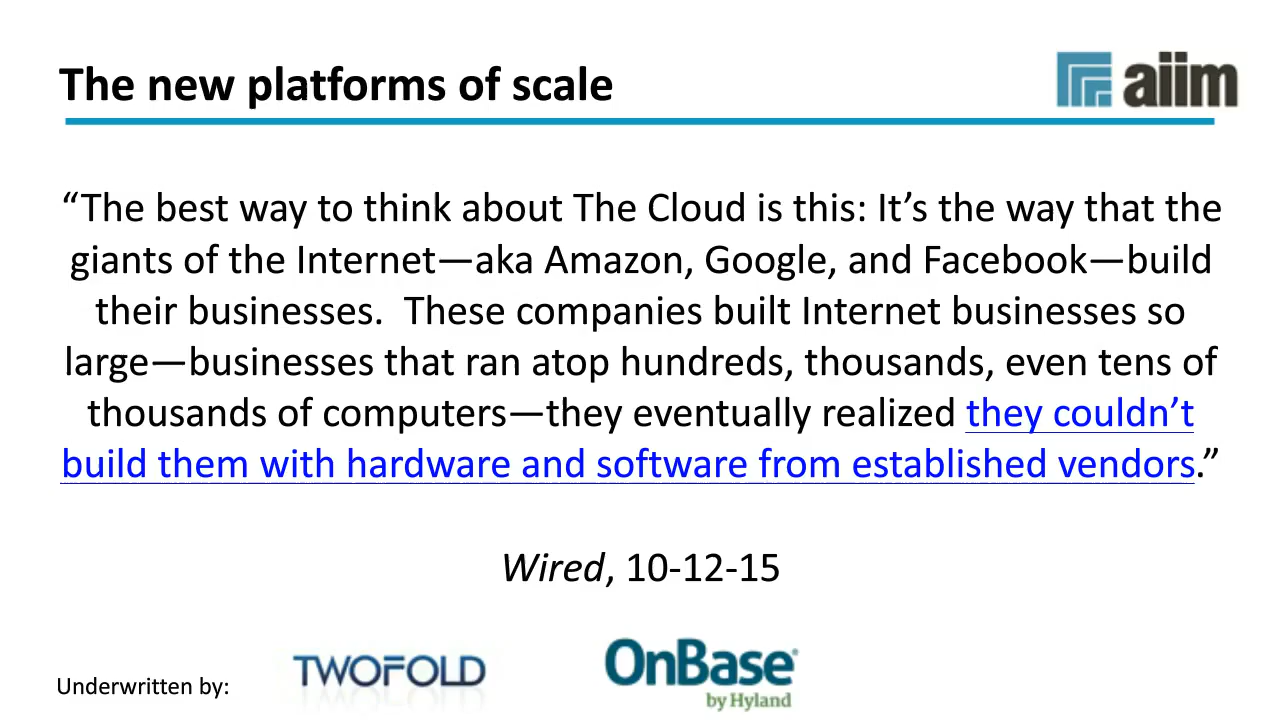 The new platforms of scale
aiim
“The best way to think about The Cloud is this: It’s the way that the
giants of the Internet—aka Amazon, Google, and Facebook—build
their businesses.  These companies built Internet businesses so
large—businesses that ran atop hundreds, thousands, even tens of
thousands of computers—they eventually realized they couldn’t
build them with hardware and software from established vendors.”
Wired, 10-12-15
Underwritten by:
TWOFOLD
OnBase®
by Hyland